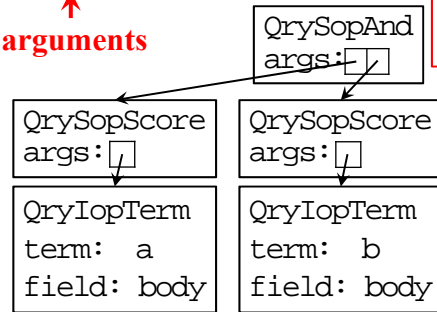 arguments
QrySopAnd
args:
QrySopScore
args:
QrySopScore
args:
QryIopTerm
term: a
field: body
QryIopTerm
term: b
field: body